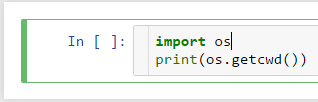 In [ ]: import os
print(os.getcwd())